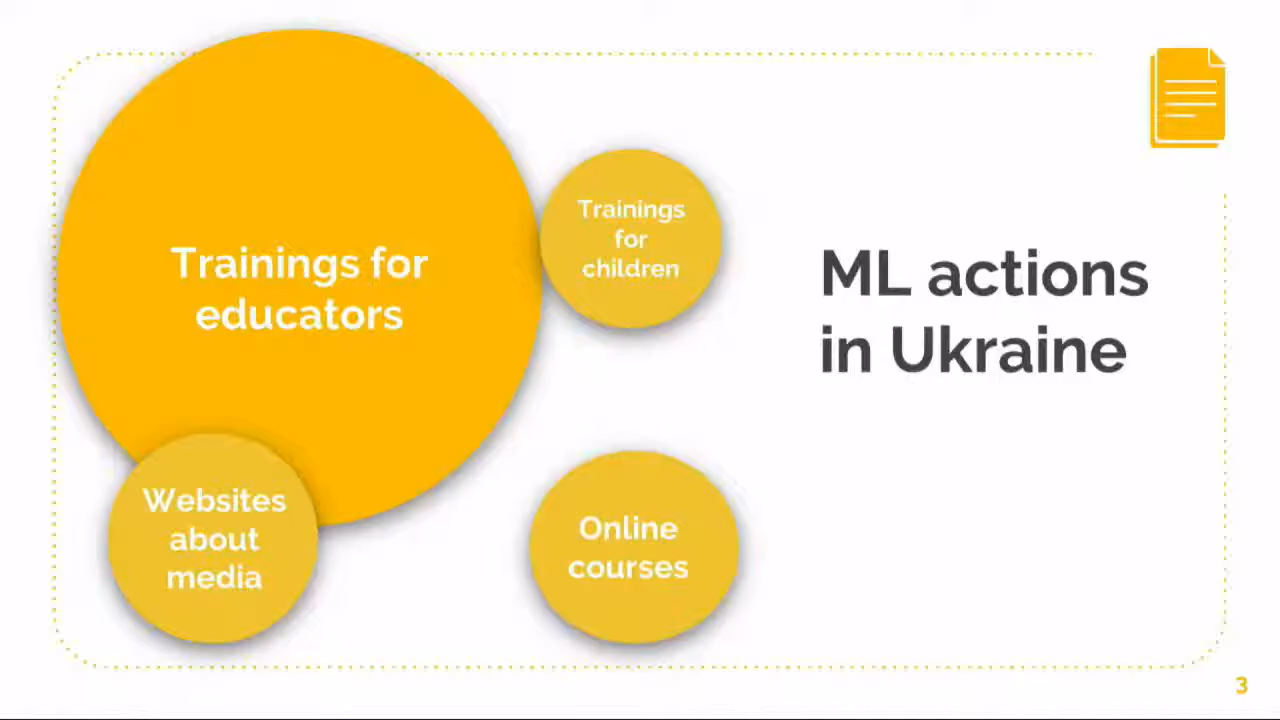 Trainings for
educators
Trainings
for
children
Websites
about
media
Online
courses
ML actions
in Ukraine
3